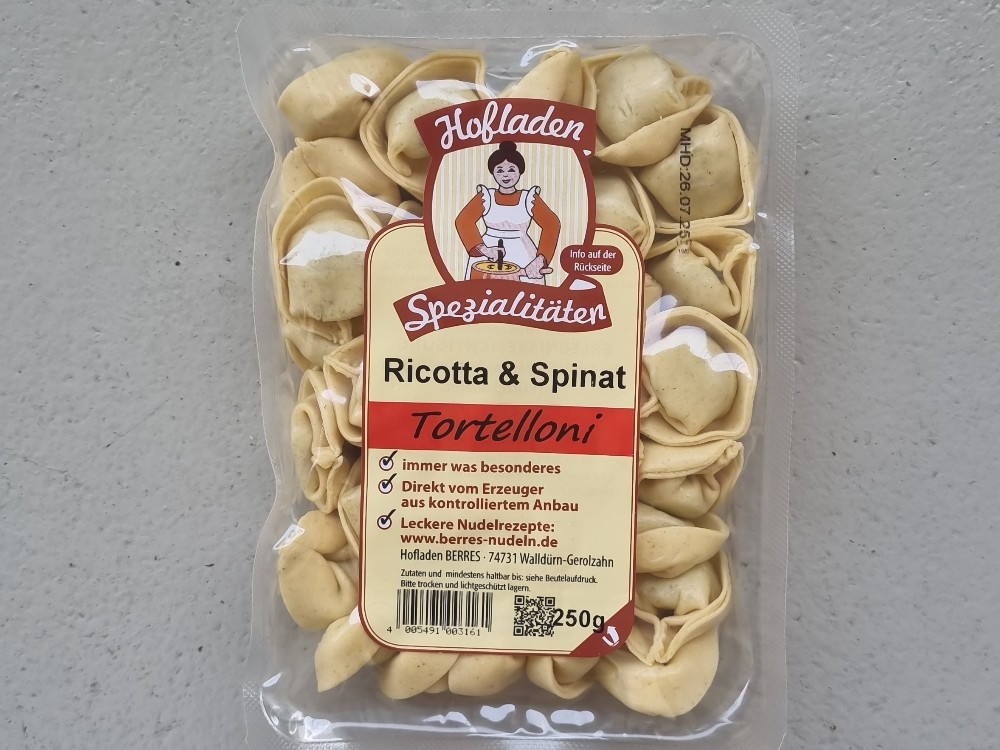 Hofladen
MHD:26.07.25
Info auf der
Rückseite
Spezialitäten
Ricotta & Spinat
Tortelloni
immer was besonderes
Direkt vom Erzeuger
aus kontrolliertem Anbau
Leckere Nudelrezepte:
www.berres-nudeln.de
Hofladen BERRES · 74731 Walldürn-Gerolzahn
Zutaten und mindestens haltbar bis: siehe Beutelaufdruck.
Bitte trocken und lichtgeschützt lagern.
4 005491 003161
250g